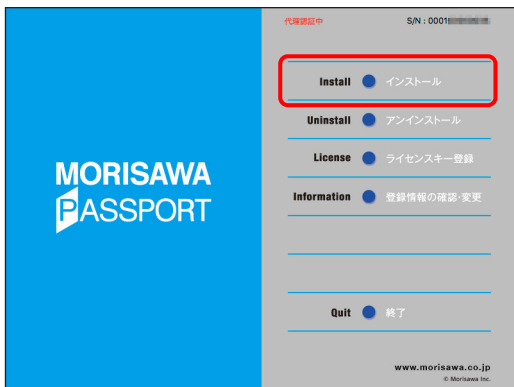 代理認証中 S/N : 0001
Install インストール
Uninstall アンインストール
License ライセンスキー登録
Information 登録情報の確認・変更
MORISAWA
PASSPORT
Quit 終了
www.morisawa.co.jp
© Morisawa Inc.